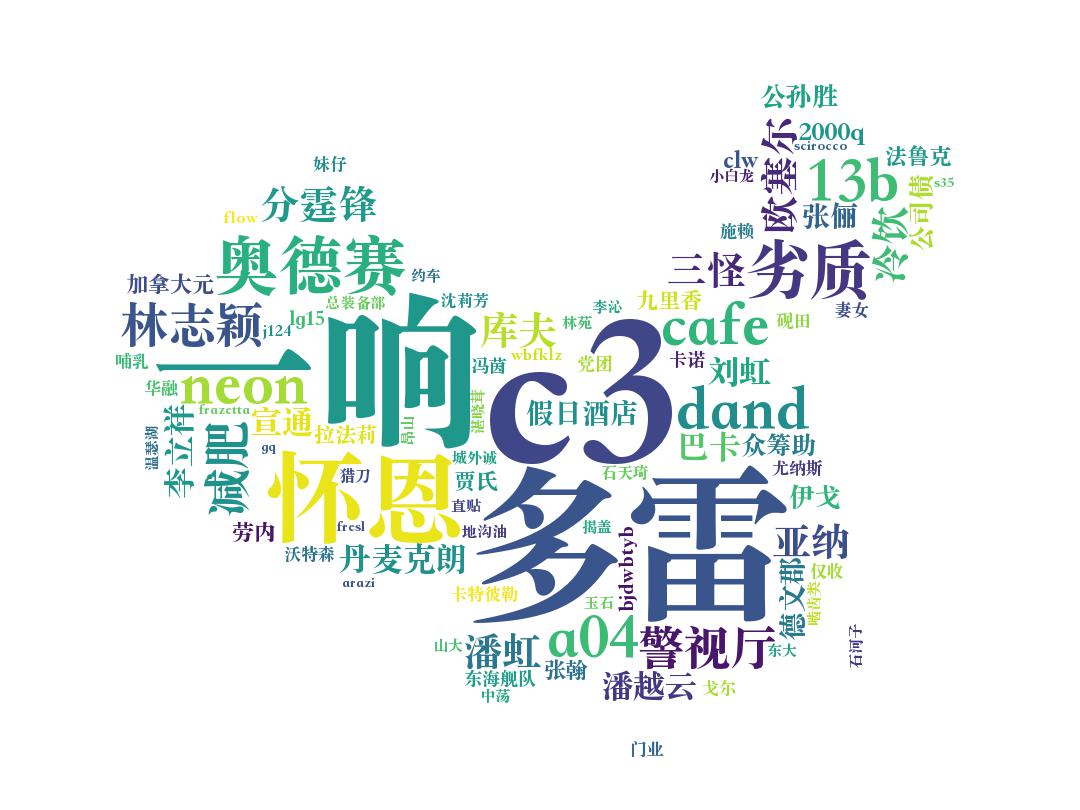 公孙胜
欧塞尔
2000q
scirocco
clw
小白龙
13b
法鲁克
s35
公司债
冷饮
张俪
施赖
三怪
劣质
妻女
妹仔
flow
分霆锋
奥德赛
约车
加拿大元
总装备部
沈莉芳
林志颖
j124
lg15
一响
库夫
林苑
李沁
九里香
cafe
砚田
哺乳
华融
neon
frazetta
冯茵
wbfklz
党团
c3
卡诺
刘虹
假日酒店
dand
温瑟湖
李立祥
减肥
宣通
gq
拉法莉
昂山
湛晓茸
巴卡
众筹助
怀恩
猎刀
城外诚
贾氏
直贴
石天琦
尤纳斯
伊戈
多雷
劳内
frcsl
地沟油
揭盖
bjdwbtyb
亚纳
沃特森
丹麦克朗
arazi
卡特彼勒
玉石
德文郡
仅收
啮齿类
山大
潘虹
a04
警视厅
东大
石河子
东海舰队
张翰
中荡
潘越云
戈尔
门业